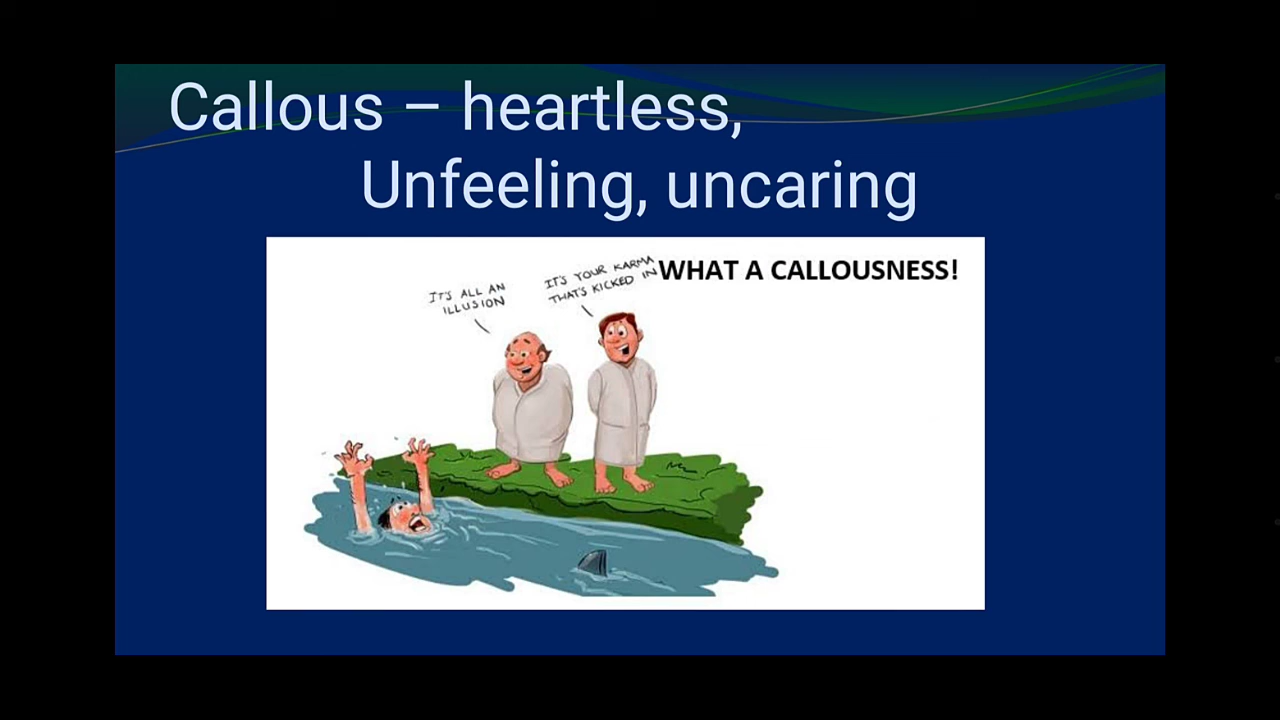 Callous – heartless,
Unfeeling, uncaring
WHAT A CALLOUSNESS!
IT'S ALL AN
ILLUSION
IT'S YOUR KARMA
THAT'S KICKED IN